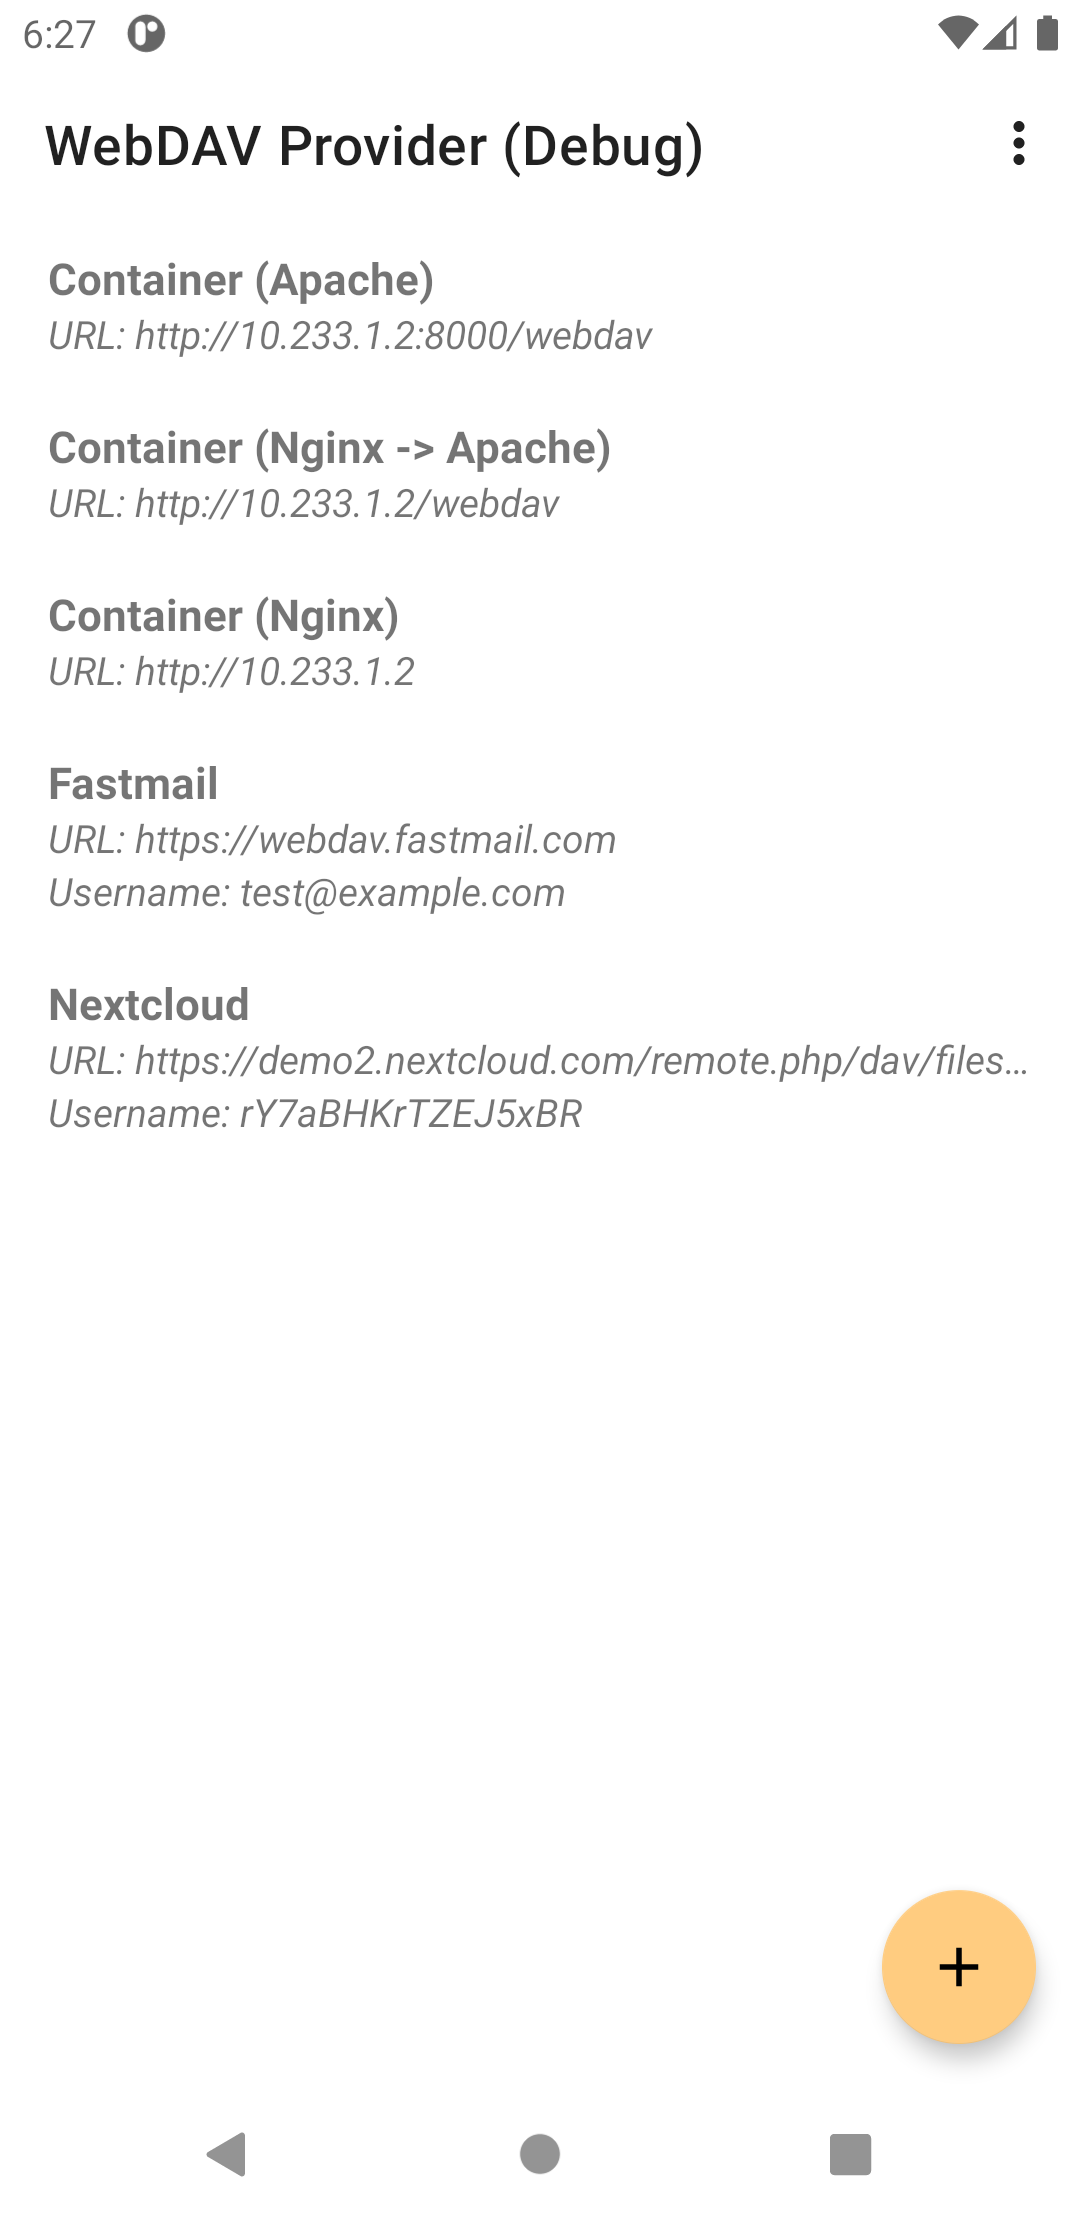 6:27
WebDAV Provider (Debug)
Container (Apache)
URL: http://10.233.1.2:8000/webdav
Container (Nginx -> Apache)
URL: http://10.233.1.2/webdav
Container (Nginx)
URL: http://10.233.1.2
Fastmail
URL: https://webdav.fastmail.com
Username: test@example.com
Nextcloud
URL: https://demo2.nextcloud.com/remote.php/dav/files…
Username: rY7aBHKrTZEJ5xBR